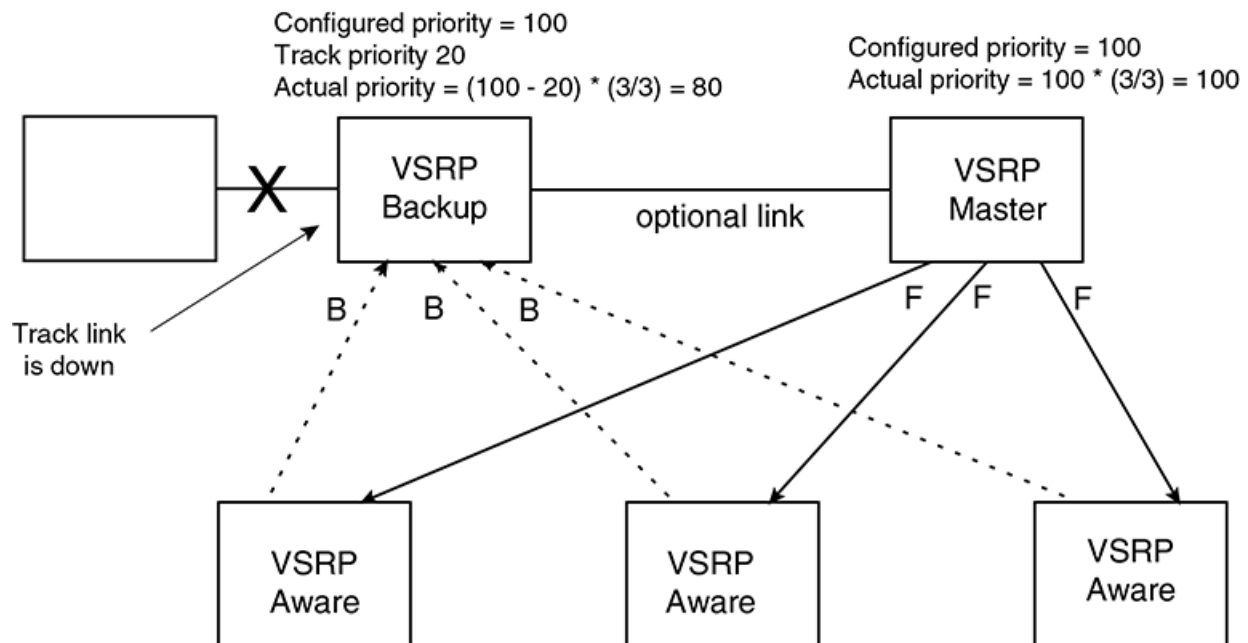 Configured priority = 100
Track priority 20
Actual priority = (100 - 20) * (3/3) = 80
Configured priority = 100
Actual priority = 100 * (3/3) = 100
X
VSRP
Backup
optional link
VSRP
Master
B
B
B
F
F
F
Track link
is down
VSRP
Aware
VSRP
Aware
VSRP
Aware